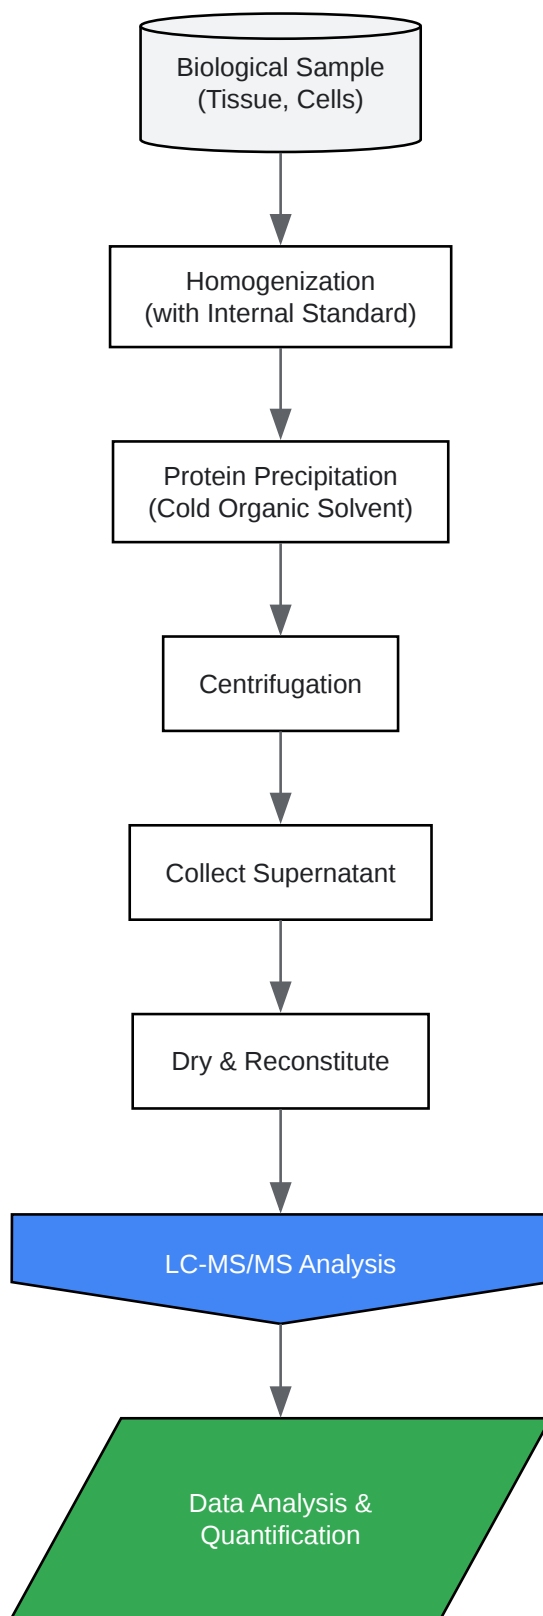 Biological Sample
(Tissue, Cells)
Homogenization
(with Internal Standard)
Protein Precipitation
(Cold Organic Solvent)
Centrifugation
Collect Supernatant
Dry & Reconstitute
LC-MS/MS Analysis
Data Analysis &
Quantification